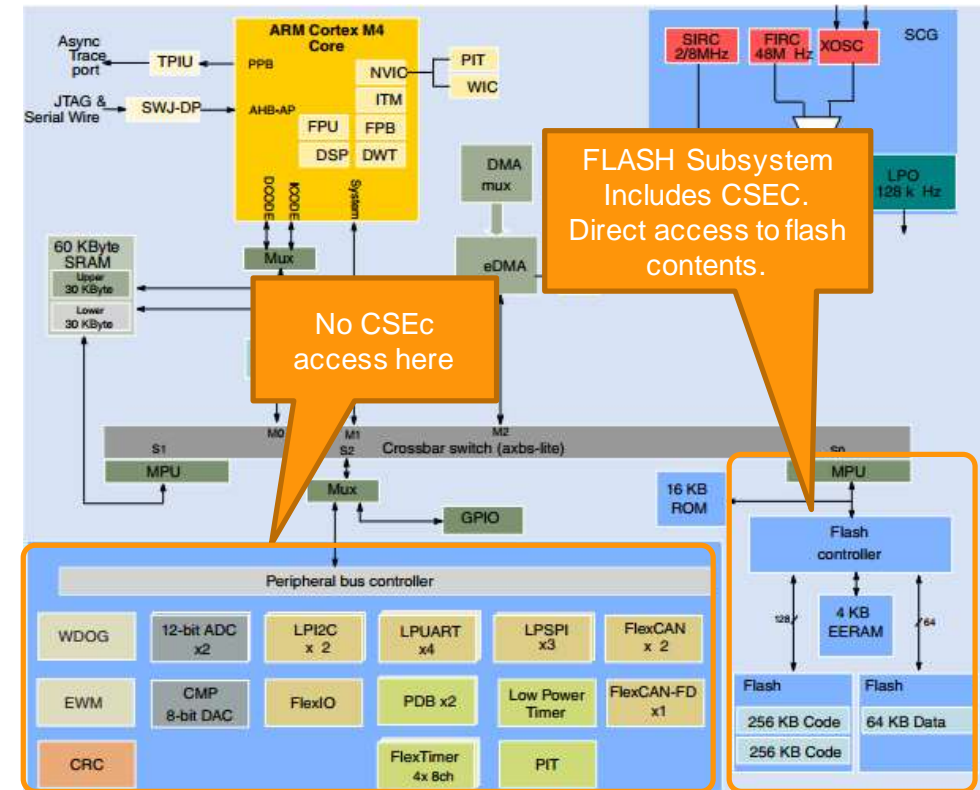 ARM Cortex M4
Core
Async
Trace
port
TPIU
PPB
NVIC
PIT
WIC
JTAG &
Serial Wire
SWJ-DP
AHB-AP
ITM
FPU
FPB
DSP
DWT
DCODE
ICODE
System
Mux
SIRC
2/8MHz
FIRC
48M Hz
XOSC
SCG
LPO
128 k Hz
DMA
mux
eDMA
FLASH Subsystem
Includes CSEC.
Direct access to flash
contents.
60 KByte
SRAM
Upper
30 KByte
Lower
30 KByte
No CSEc
access here
M0
M1
M2
S1
S2
Crossbar switch (axbs-lite)
S0
MPU
MPU
Mux
GPIO
16 KB
ROM
Flash
controller
4 KB
EERAM
128
64
Flash
256 KB Code
256 KB Code
Flash
64 KB Data
Peripheral bus controller
WDOG
12-bit ADC
x2
LPI2C
x 2
LPUART
x4
LPSPI
x3
FlexCAN
x 2
EWM
CMP
8-bit DAC
FlexIO
PDB x2
Low Power
Timer
FlexCAN-FD
x1
CRC
FlexTimer
4x 8ch
PIT